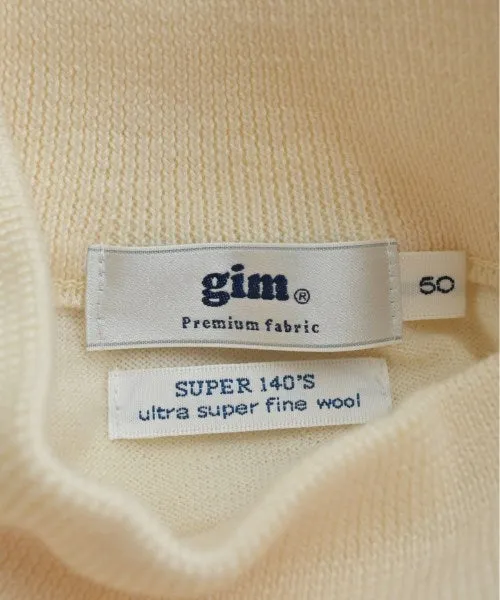 gim®
Premium fabric
50
SUPER 140'S
ultra super fine wool